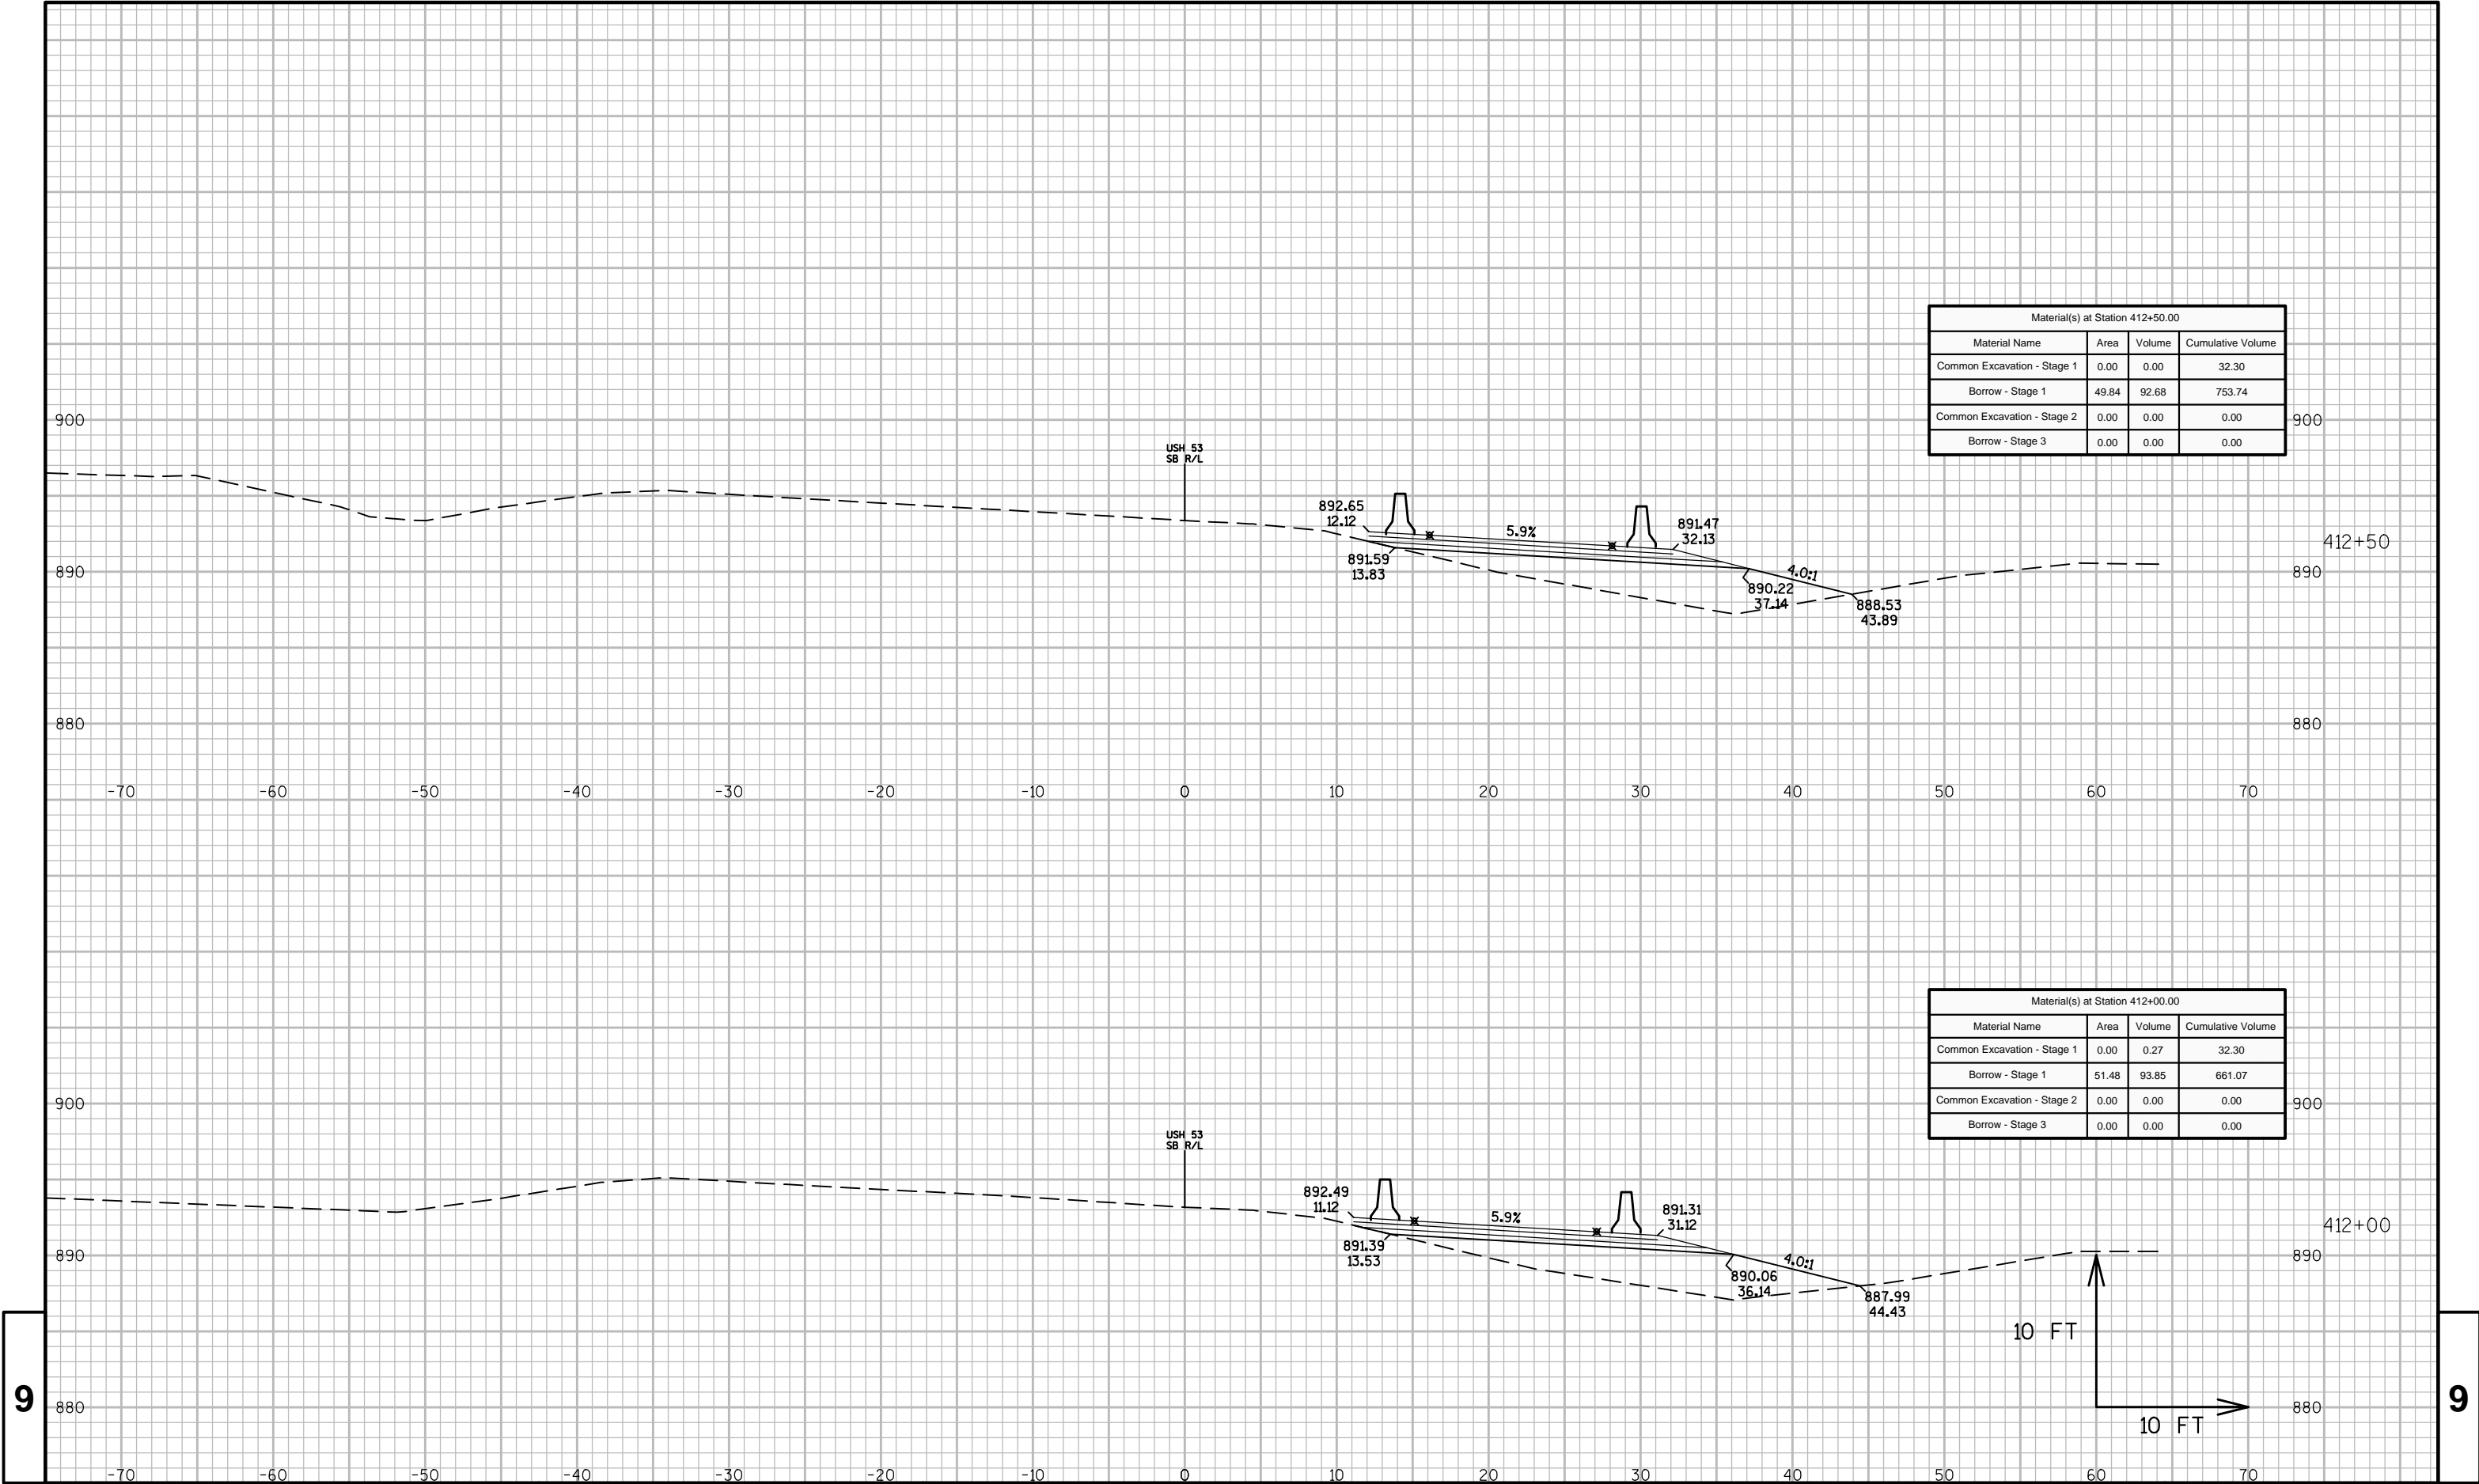 Material(s) at Station 412+50.00
Material Name Area Volume Cumulative Volume
Common Excavation - Stage 1 0.00 0.00 32.30
Borrow - Stage 1 49.84 92.68 753.74
Common Excavation - Stage 2 0.00 0.00 0.00
Borrow - Stage 3 0.00 0.00 0.00
900 900
USH 53
SB R/L
892.65
12.12
5.9%
891.47
32.13
412+50
891.59
13.83
890 890
4.0:1
890.22
37.14
888.53
43.89
880 880
-70 -60 -50 -40 -30 -20 -10 0 10 20 30 40 50 60 70
Material(s) at Station 412+00.00
Material Name Area Volume Cumulative Volume
Common Excavation - Stage 1 0.00 0.27 32.30
Borrow - Stage 1 51.48 93.85 661.07
Common Excavation - Stage 2 0.00 0.00 0.00
Borrow - Stage 3 0.00 0.00 0.00
900 900
USH 53
SB R/L
892.49
11.12
5.9%
891.31
31.12
412+00
891.39
13.53
890 890
4.0:1
890.06
36.14
887.99
44.43
10 FT
9 9
880 880
10 FT
-70 -60 -50 -40 -30 -20 -10 0 10 20 30 40 50 60 70